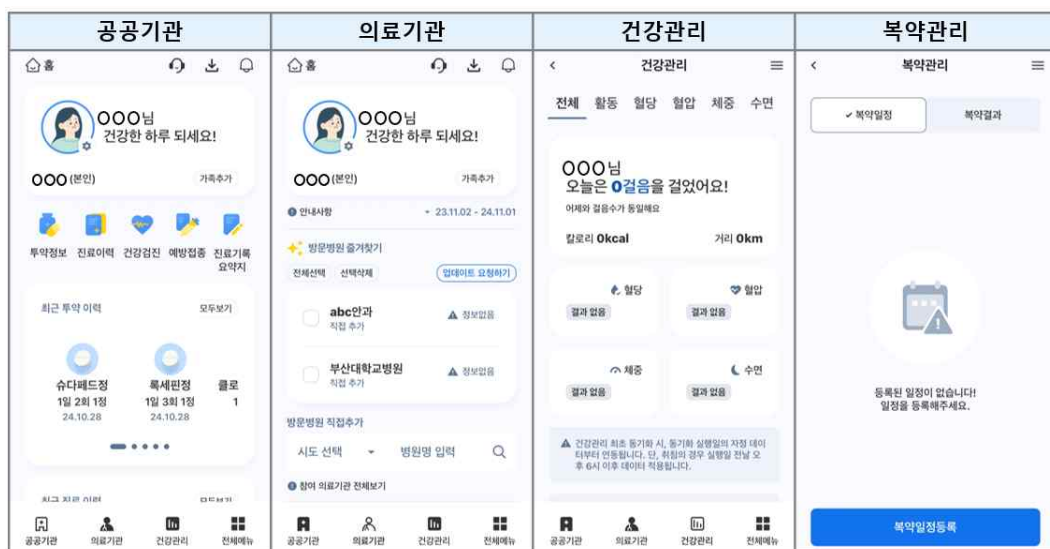 공공기관
의료기관
건강관리
복약관리
홈
OOO님
건강한 하루 되세요!
OOO (본인)
가족추가
투약정보
진료이력
건강검진
예방접종
진료기록
요약지
최근 투약 이력
모두보기
슈다페드정
1일 2회 1정
24.10.28
록세핀정
1일 3회 1정
24.10.28
클로
1
최근 진료 이력
모두보기
공공기관
의료기관
건강관리
전체메뉴
홈
OOO님
건강한 하루 되세요!
OOO (본인)
가족추가
안내사항
23.11.02 - 24.11.01
방문병원 즐겨찾기
전체선택
선택삭제
업데이트 요청하기
abc안과
직접 추가
정보없음
부산대학교병원
직접 추가
정보없음
방문병원 직접추가
시도 선택
병원명 입력
참여 의료기관 전체보기
공공기관
의료기관
건강관리
전체메뉴
건강관리
전체
활동
혈당
혈압
체중
수면
OOO님
오늘은 0걸음을 걸었어요!
어제와 걸음수가 동일해요
칼로리 0kcal
거리 0km
혈당
결과 없음
혈압
결과 없음
체중
결과 없음
수면
결과 없음
건강관리 최초 동기화 시, 동기화 실행일의 자정 데이
터부터 연동됩니다. 단, 취침의 경우 실행일 전날 오
후 6시 이후 데이터 적용됩니다.
공공기관
의료기관
건강관리
전체메뉴
복약관리
복약일정
복약결과
등록된 일정이 없습니다!
일정을 등록해주세요.
복약일정등록